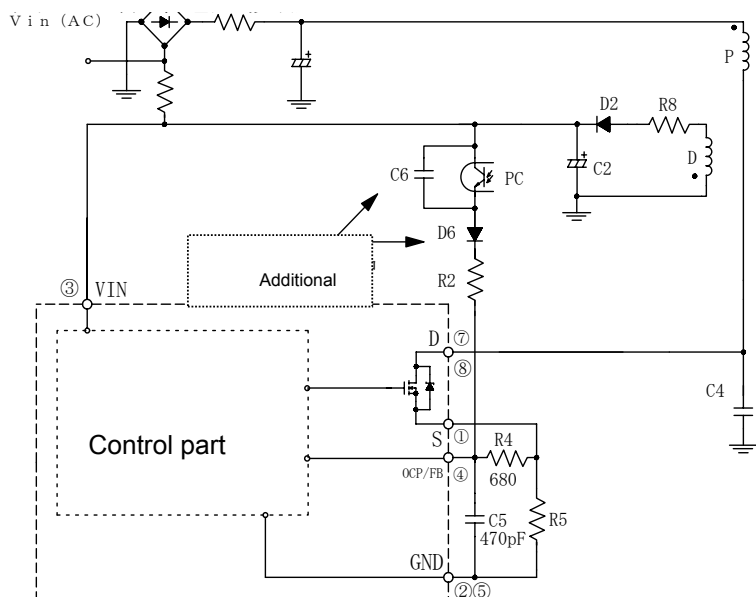 Vin (AC)
P
D2
R8
D
C2
C6
PC
D6
R2
Additional
③ VIN
D ⑦
⑧
C4
Control part
S ①
R4
680
OCP/FB ④
C5
470pF
R5
GND
②⑤